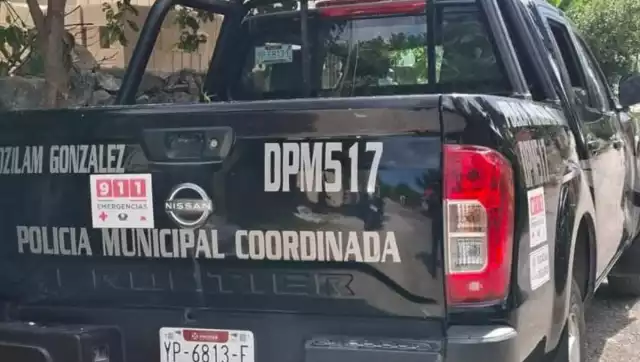 DZILAM GONZALEZ
DPM517
911
EMERGENCIAS
NISSAN
POLICIA MUNICIPAL COORDINADA
FRONTIER
YP-6813-F